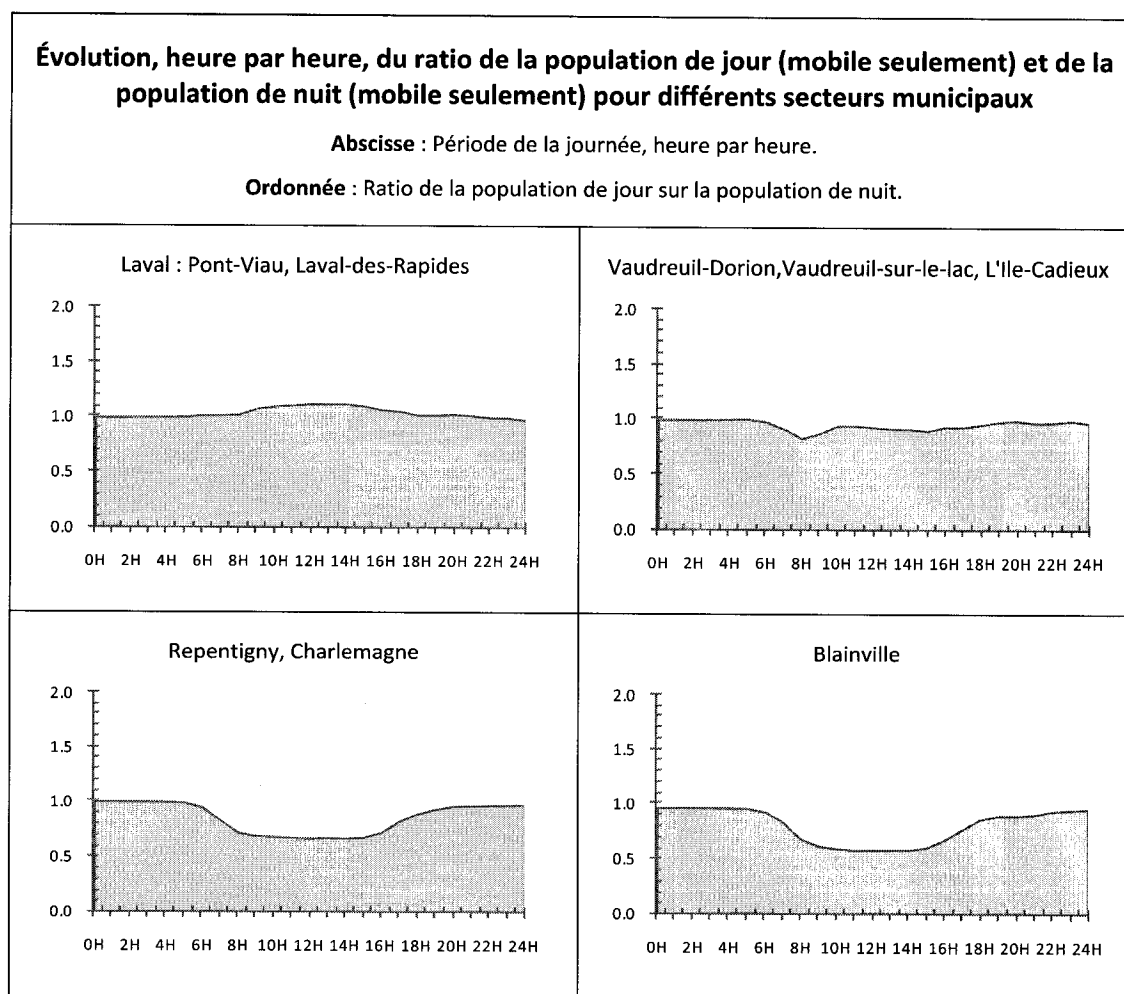 Évolution, heure par heure, du ratio de la population de jour (mobile seulement) et de la
population de nuit (mobile seulement) pour différents secteurs municipaux
Abscisse : Période de la journée, heure par heure.
Ordonnée : Ratio de la population de jour sur la population de nuit.
Laval : Pont-Viau, Laval-des-Rapides
2.0
1.5
1.0
0.5
0.0
0H 2H 4H 6H 8H 10H 12H 14H 16H 18H 20H 22H 24H
Vaudreuil-Dorion,Vaudreuil-sur-le-lac, L'Ile-Cadieux
2.0
1.5
1.0
0.5
0.0
0H 2H 4H 6H 8H 10H 12H 14H 16H 18H 20H 22H 24H
Repentigny, Charlemagne
2.0
1.5
1.0
0.5
0.0
0H 2H 4H 6H 8H 10H 12H 14H 16H 18H 20H 22H 24H
Blainville
2.0
1.5
1.0
0.5
0.0
0H 2H 4H 6H 8H 10H 12H 14H 16H 18H 20H 22H 24H